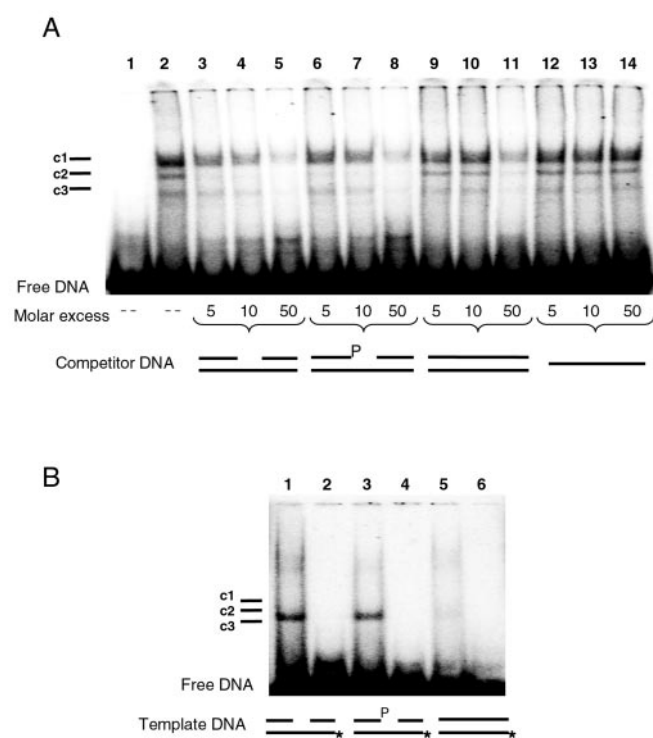 A
1 2 3 4 5 6 7 8 9 10 11 12 13 14
c1
c2
c3
Free DNA
Molar excess -- -- 5 10 50 5 10 50 5 10 50 5 10 50
P
Competitor DNA
B
1 2 3 4 5 6
c1
c2
c3
Free DNA
P
Template DNA * * *